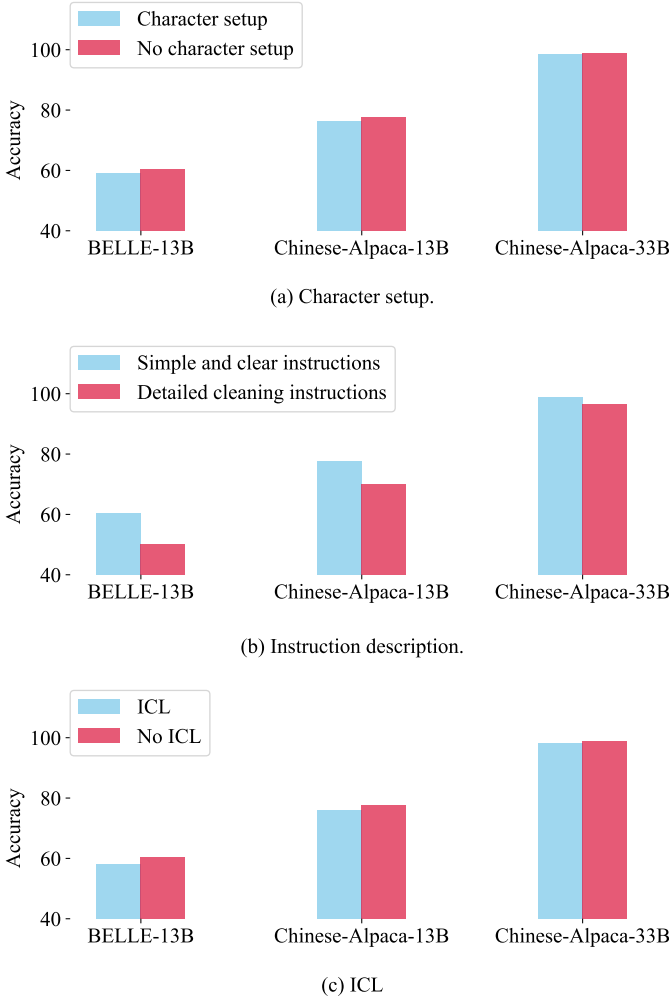 Character setup
No character setup
100
80
60
40
Accuracy
BELLE-13B Chinese-Alpaca-13B Chinese-Alpaca-33B
(a) Character setup.
Simple and clear instructions
Detailed cleaning instructions
100
80
60
40
Accuracy
BELLE-13B Chinese-Alpaca-13B Chinese-Alpaca-33B
(b) Instruction description.
ICL
No ICL
100
80
60
40
Accuracy
BELLE-13B Chinese-Alpaca-13B Chinese-Alpaca-33B
(c) ICL